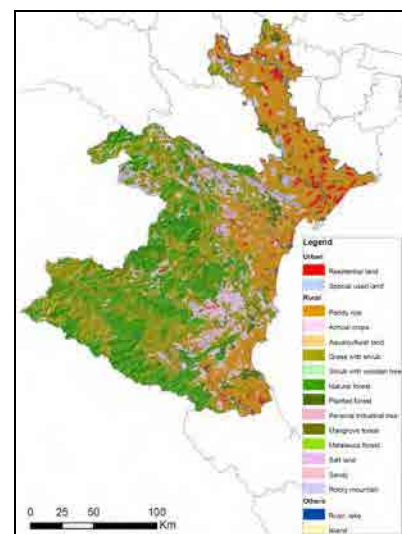 Legend
Urban
Residential land
Special used land
Rural
Paddy rice
Annual crops
Aquacultural land
Grass with shrub
Shrub with wooden tree
Natural forest
Planted forest
Perenial industrial tree
Mangrove forest
Melaleuca forest
Salt land
Sandy
Rocky mountain
Others
River, lake
Island
0 25 50 100
Km